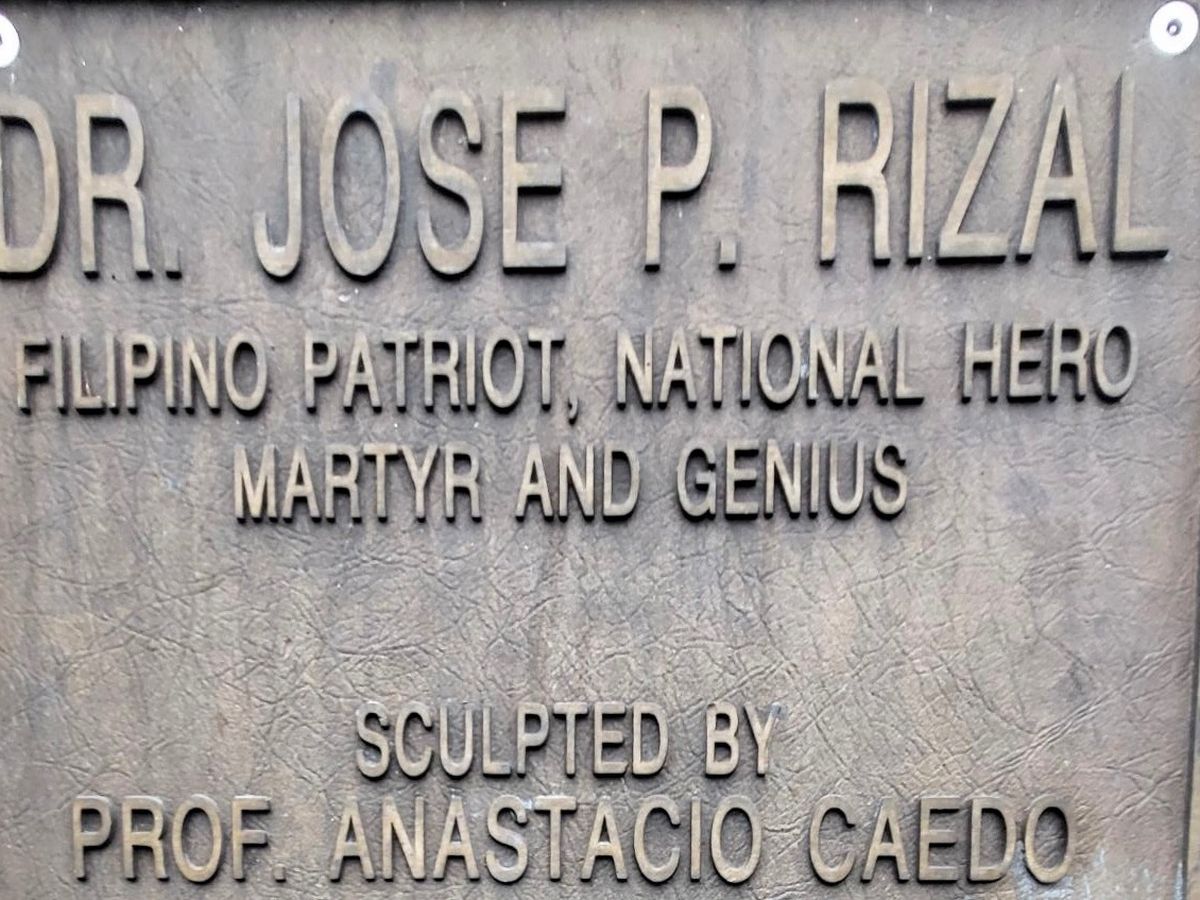 DR. JOSE P. RIZAL
FILIPINO PATRIOT, NATIONAL HERO
MARTYR AND GENIUS
SCULPTED BY
PROF. ANASTACIO CAEDO